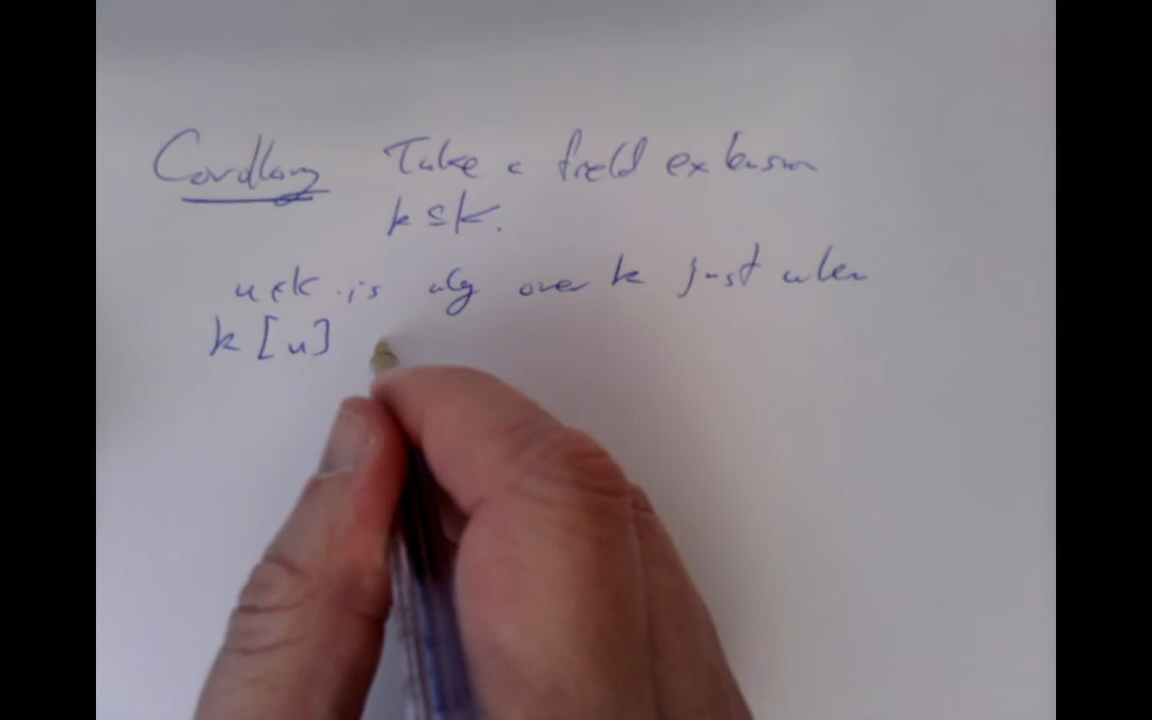 Corollary Take a field extension
k ⊆ K.
u ∈ K is alg over k just when
k [u]